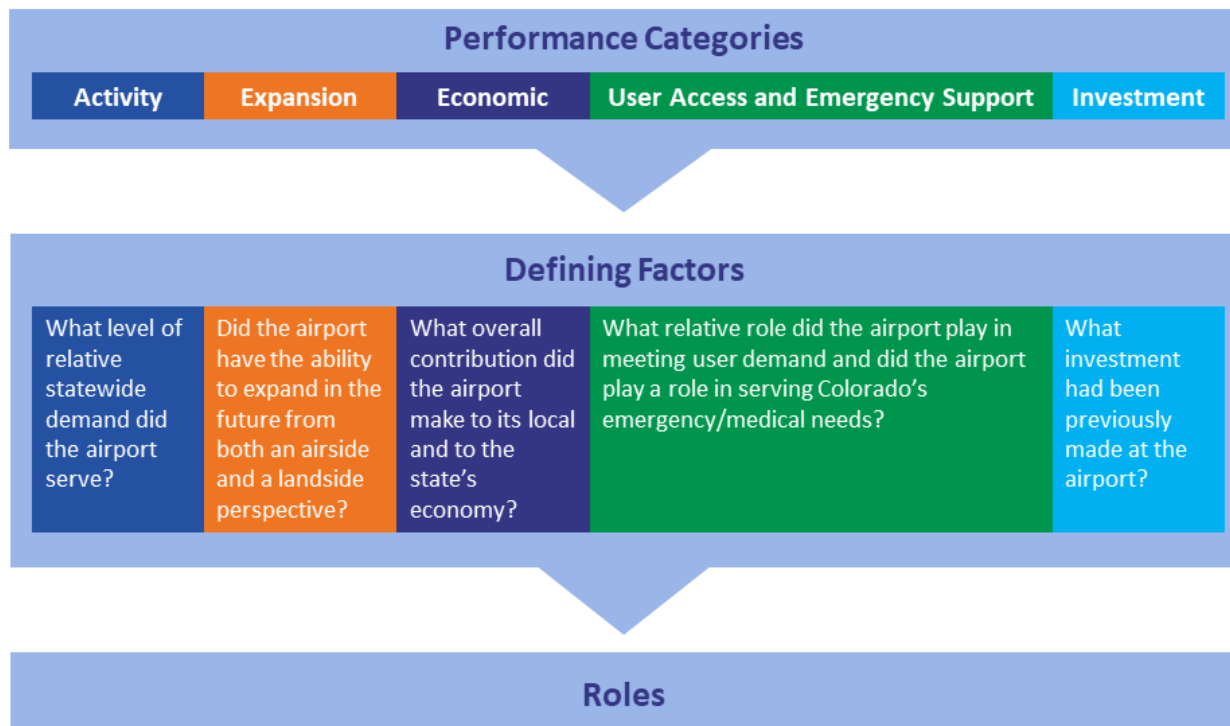 Performance Categories
Activity
Expansion
Economic
User Access and Emergency Support
Investment
Defining Factors
What level of
relative
statewide
demand did
the airport
serve?
Did the airport
have the ability
to expand in the
future from
both an airside
and a landside
perspective?
What overall
contribution did
the airport
make to its local
and to the
state’s
economy?
What relative role did the airport play in
meeting user demand and did the airport
play a role in serving Colorado’s
emergency/medical needs?
What
investment
had been
previously
made at the
airport?
Roles